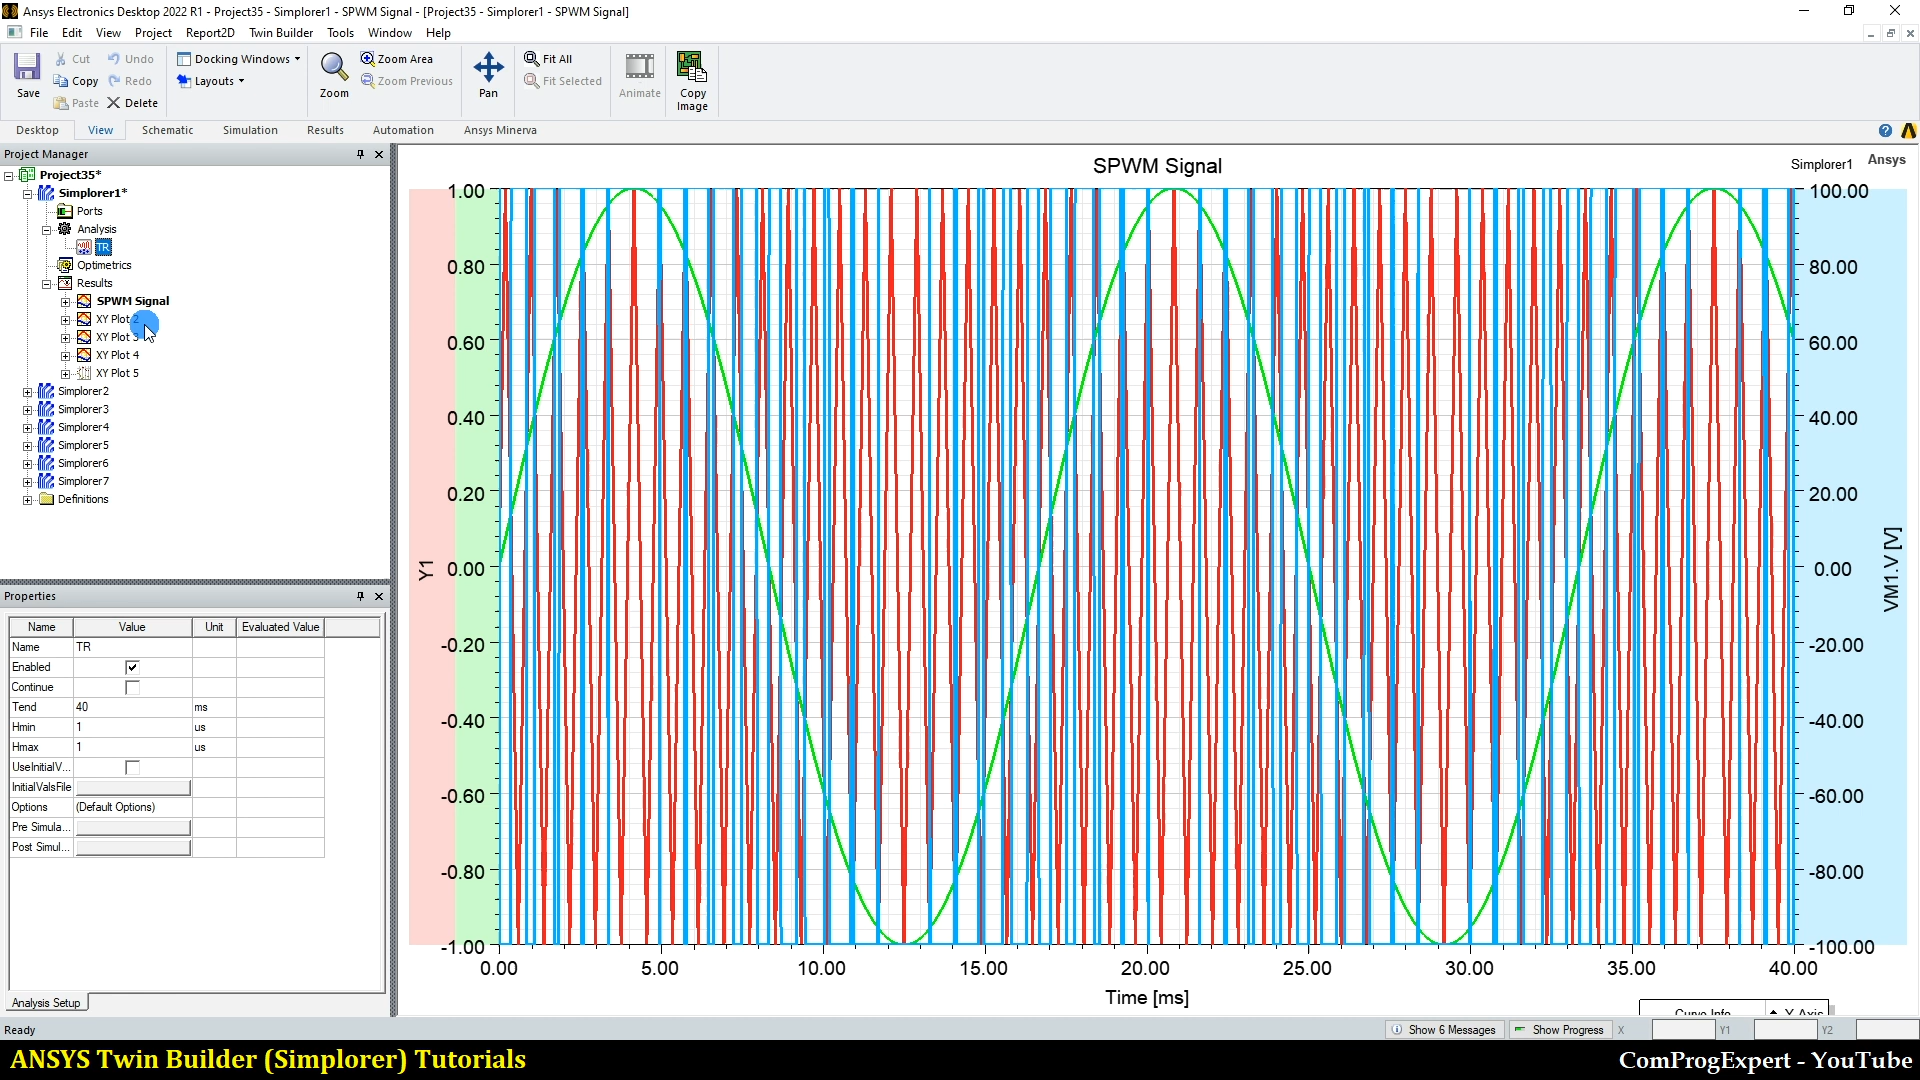 Ansys Electronics Desktop 2022 R1 - Project35 - Simplorer1 - SPWM Signal - [Project35 - Simplorer1 - SPWM Signal]
File Edit View Project Report2D Twin Builder Tools Window Help
Save
Cut
Copy
Paste
Undo
Redo
Delete
Docking Windows
Layouts
Zoom
Zoom Area
Zoom Previous
Pan
Fit All
Fit Selected
Animate
Copy Image
Desktop View Schematic Simulation Results Automation Ansys Minerva
Project Manager
Project35*
Simplorer1*
Ports
Analysis
TR
Optimetrics
Results
SPWM Signal
XY Plot 2
XY Plot 3
XY Plot 4
XY Plot 5
Simplorer2
Simplorer3
Simplorer4
Simplorer5
Simplorer6
Simplorer7
Definitions
Properties
Name Value Unit Evaluated Value
Name TR
Enabled
Continue
Tend 40 ms
Hmin 1 us
Hmax 1 us
UseInitialV...
InitialValsFile
Options (Default Options)
Pre Simula...
Post Simul...
Analysis Setup
SPWM Signal
Simplorer1
Ansys
Y1
1.00
0.80
0.60
0.40
0.20
0.00
-0.20
-0.40
-0.60
-0.80
-1.00
100.00
80.00
60.00
40.00
20.00
0.00
-20.00
-40.00
-60.00
-80.00
-100.00
VM1.V [V]
0.00 5.00 10.00 15.00 20.00 25.00 30.00 35.00 40.00
Time [ms]
Curve Info Y Axis
Ready
Show 6 Messages Show Progress X Y1 Y2
ANSYS Twin Builder (Simplorer) Tutorials
ComProgExpert - YouTube